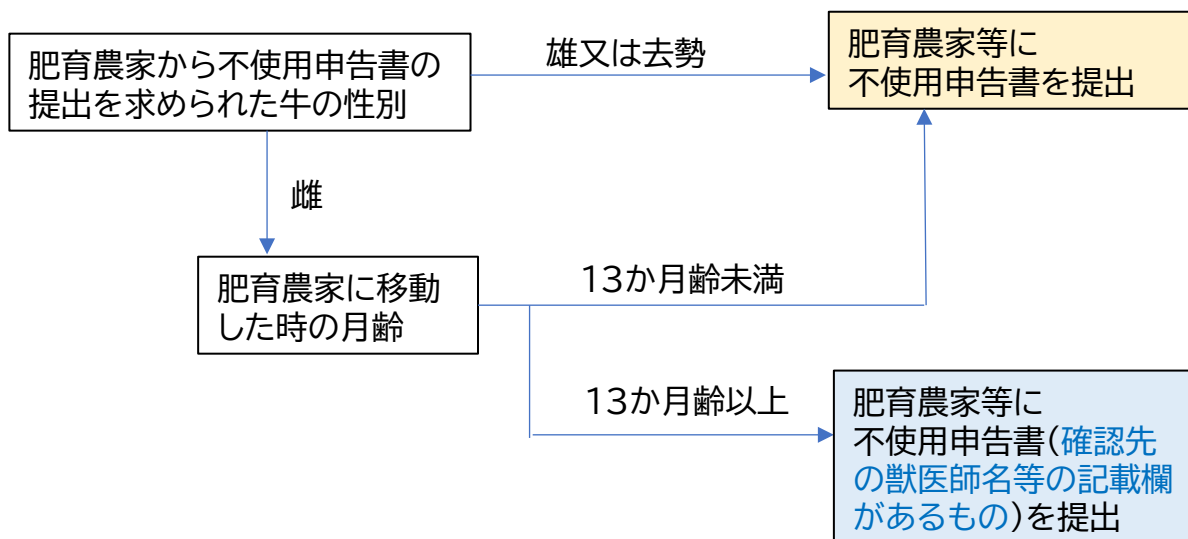 肥育農家から不使用申告書の
提出を求められた牛の性別
雄又は去勢
肥育農家等に
不使用申告書を提出
雌
肥育農家に移動
した時の月齢
13か月齢未満
13か月齢以上
肥育農家等に
不使用申告書(確認先
の獣医師名等の記載欄
があるもの)を提出